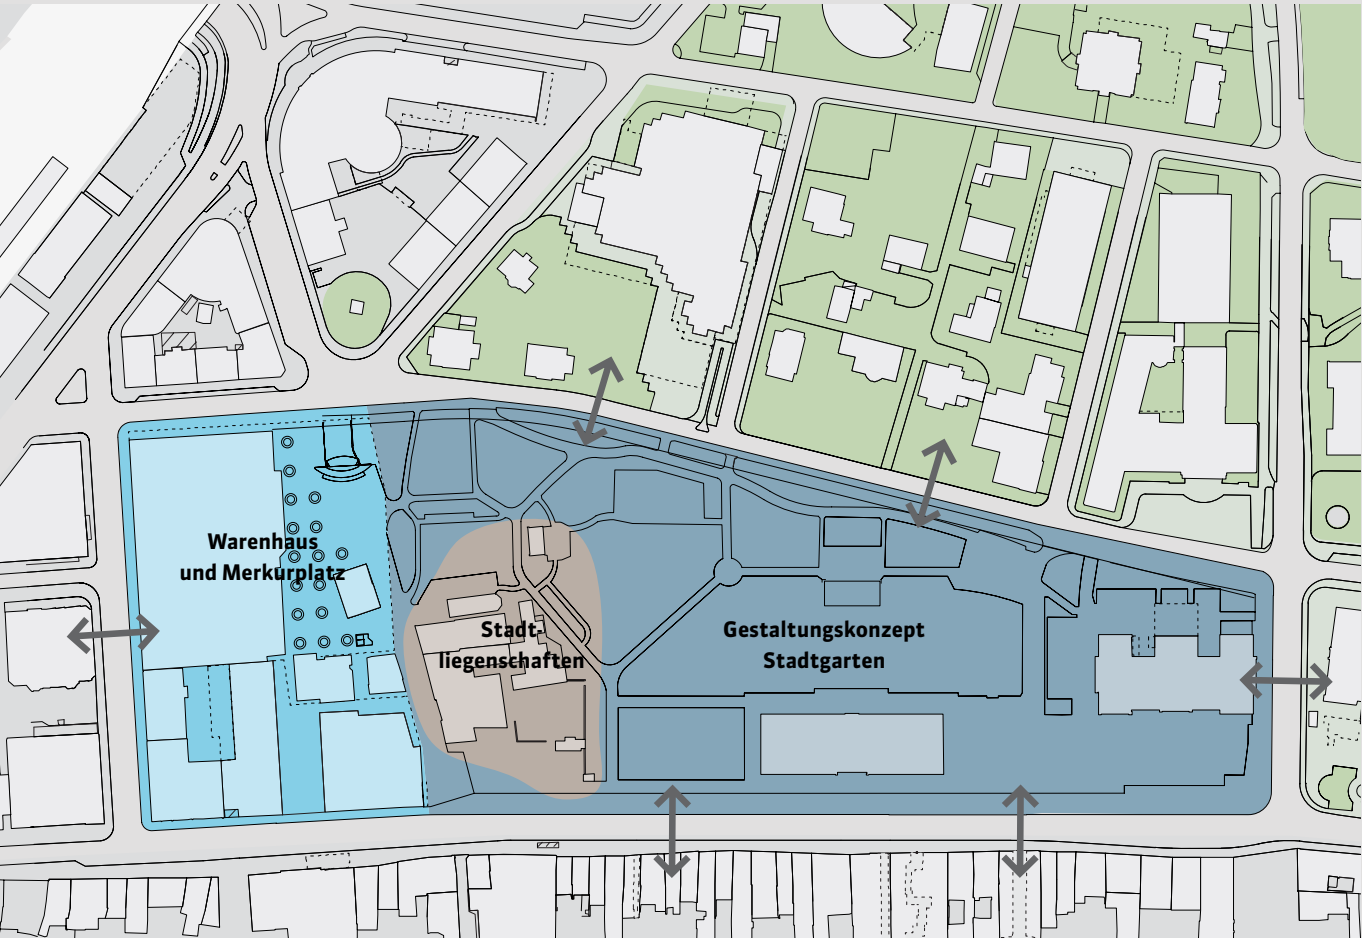 Warenhaus
und Merkurplatz
Stadt-
liegenschaften
Gestaltungskonzept
Stadtgarten